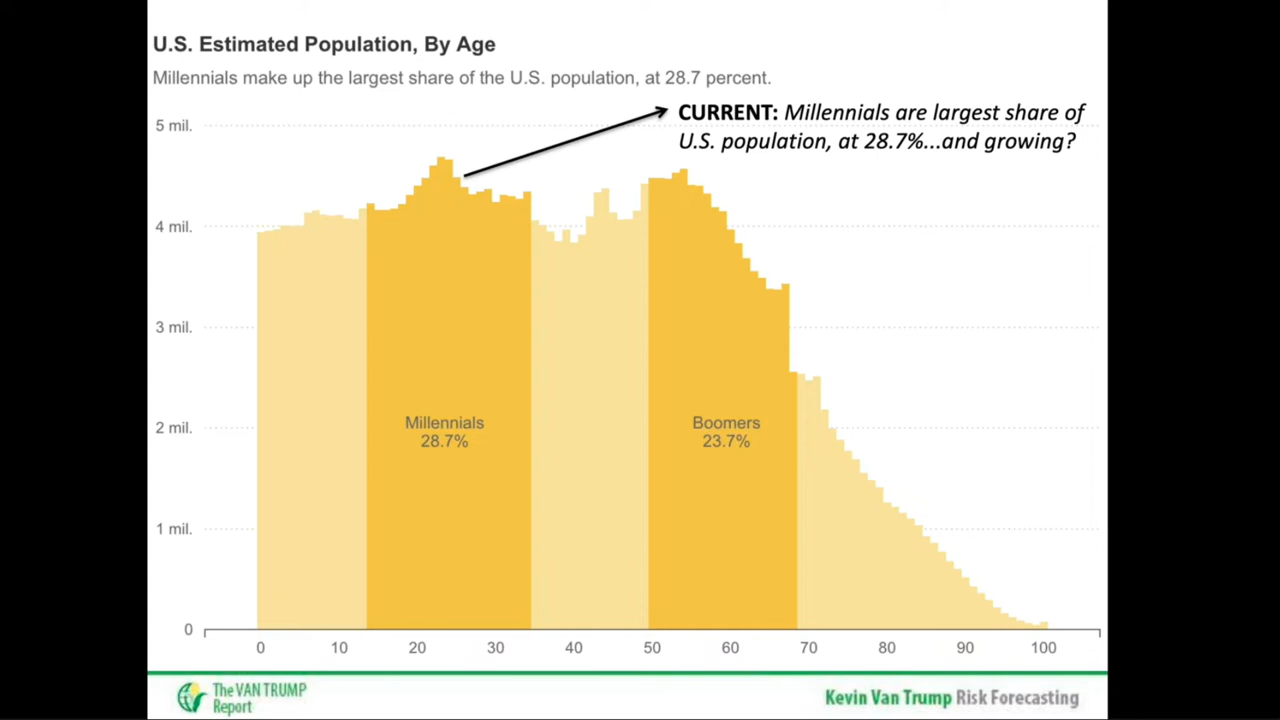 U.S. Estimated Population, By Age
Millennials make up the largest share of the U.S. population, at 28.7 percent.
CURRENT: Millennials are largest share of
U.S. population, at 28.7%...and growing?
5 mil.
4 mil.
3 mil.
2 mil.
1 mil.
0
Millennials
28.7%
Boomers
23.7%
0 10 20 30 40 50 60 70 80 90 100
The VAN TRUMP
Report
Kevin Van Trump Risk Forecasting